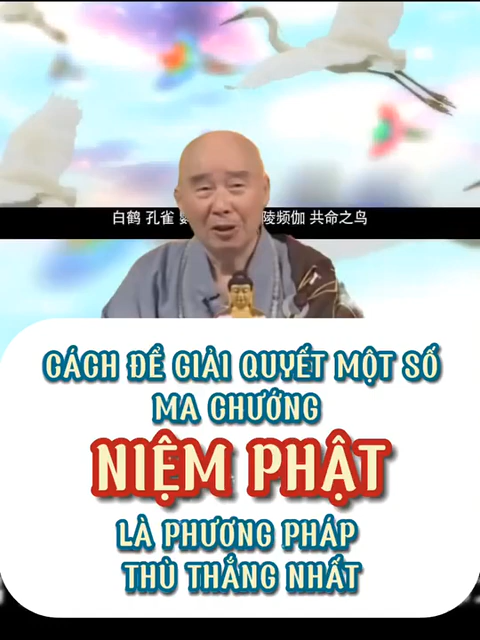 白鹤 孔雀 陵频伽 共命之鸟
CÁCH ĐỂ GIẢI QUYẾT MỘT SỐ
MA CHƯỚNG
NIỆM PHẬT
LÀ PHƯƠNG PHÁP
THÙ THẮNG NHẤT